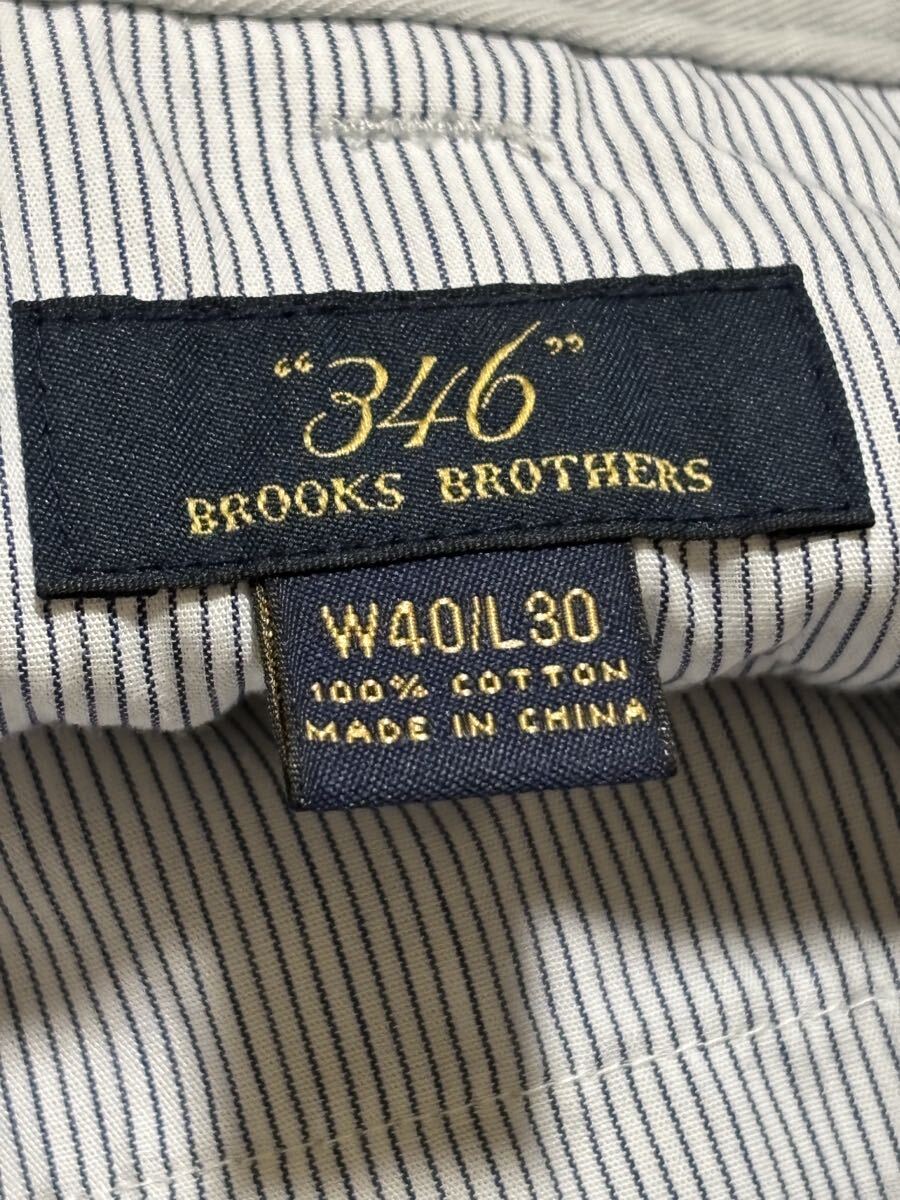 “346”
BROOKS BROTHERS
W40/L30
100% COTTON
MADE IN CHINA